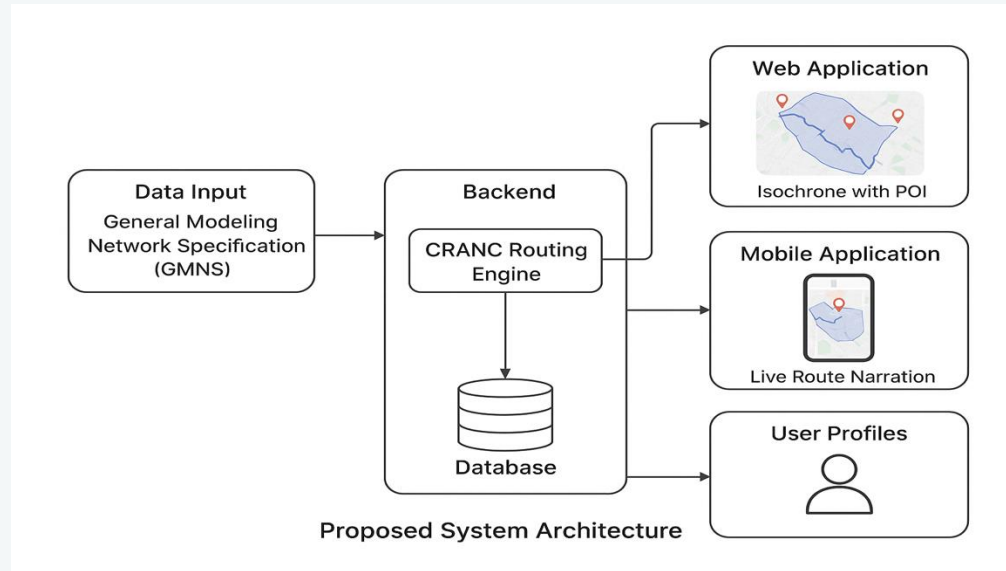 Data Input
General Modeling
Network Specification
(GMNS)
Backend
CRANC Routing
Engine
Database
Web Application
Isochrone with POI
Mobile Application
Live Route Narration
User Profiles
Proposed System Architecture